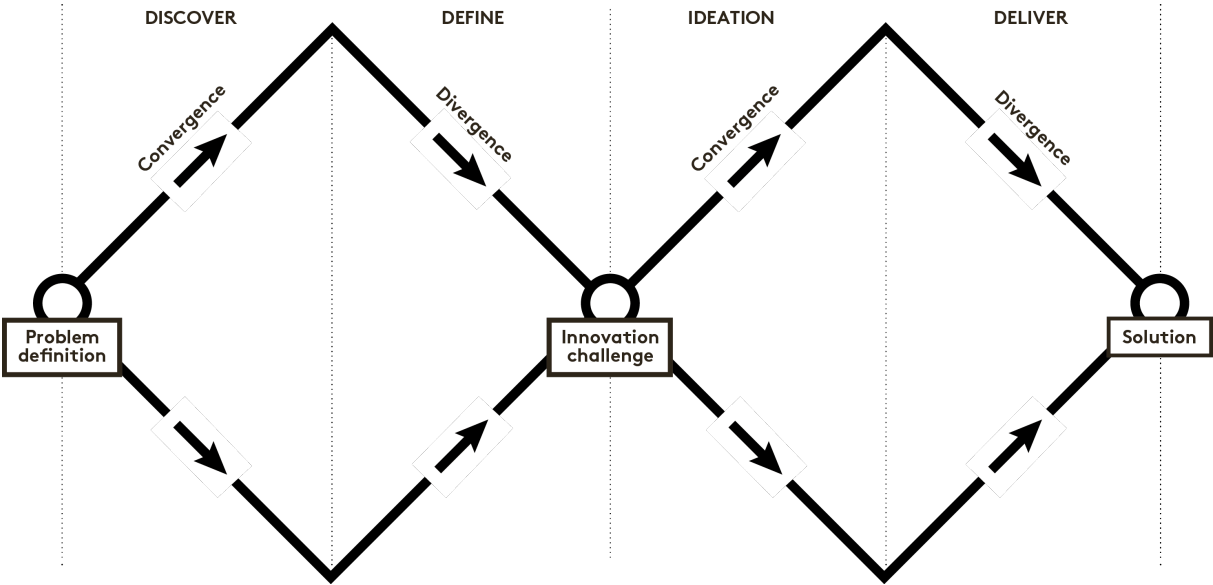 DISCOVER
DEFINE
IDEATION
DELIVER
Convergence
Divergence
Convergence
Divergence
Problem
definition
Innovation
challenge
Solution